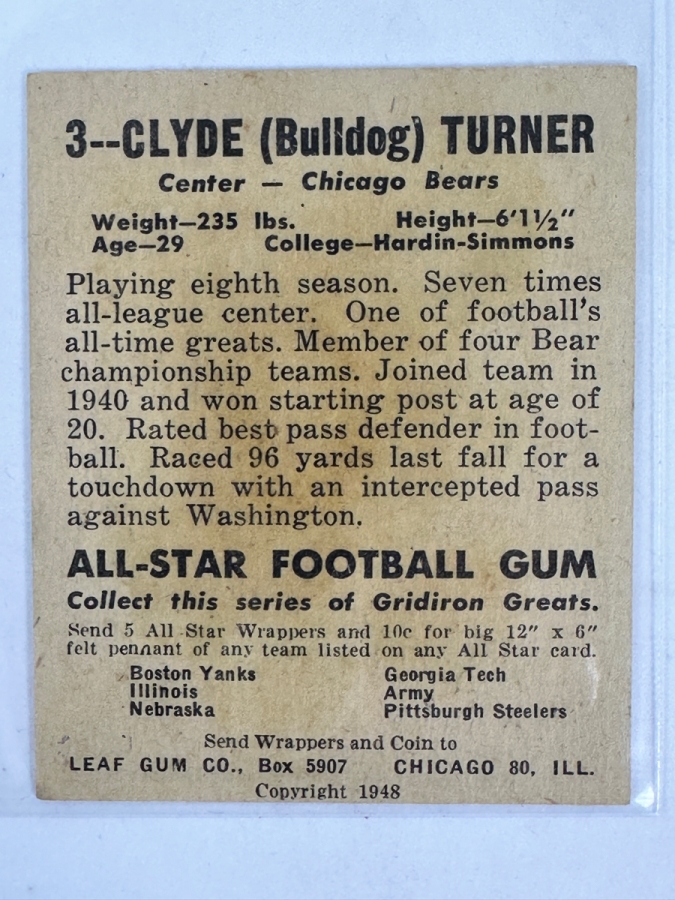 3--CLYDE (Bulldog) TURNER
Center — Chicago Bears
Weight—235 lbs. Height—6'1½"
Age—29 College—Hardin-Simmons
Playing eighth season. Seven times
all-league center. One of football's
all-time greats. Member of four Bear
championship teams. Joined team in
1940 and won starting post at age of
20. Rated best pass defender in foot-
ball. Raced 96 yards last fall for a
touchdown with an intercepted pass
against Washington.
ALL-STAR FOOTBALL GUM
Collect this series of Gridiron Greats.
Send 5 All Star Wrappers and 10c for big 12" x 6"
felt pennant of any team listed on any All Star card.
Boston Yanks Georgia Tech
Illinois Army
Nebraska Pittsburgh Steelers
Send Wrappers and Coin to
LEAF GUM CO., Box 5907 CHICAGO 80, ILL.
Copyright 1948